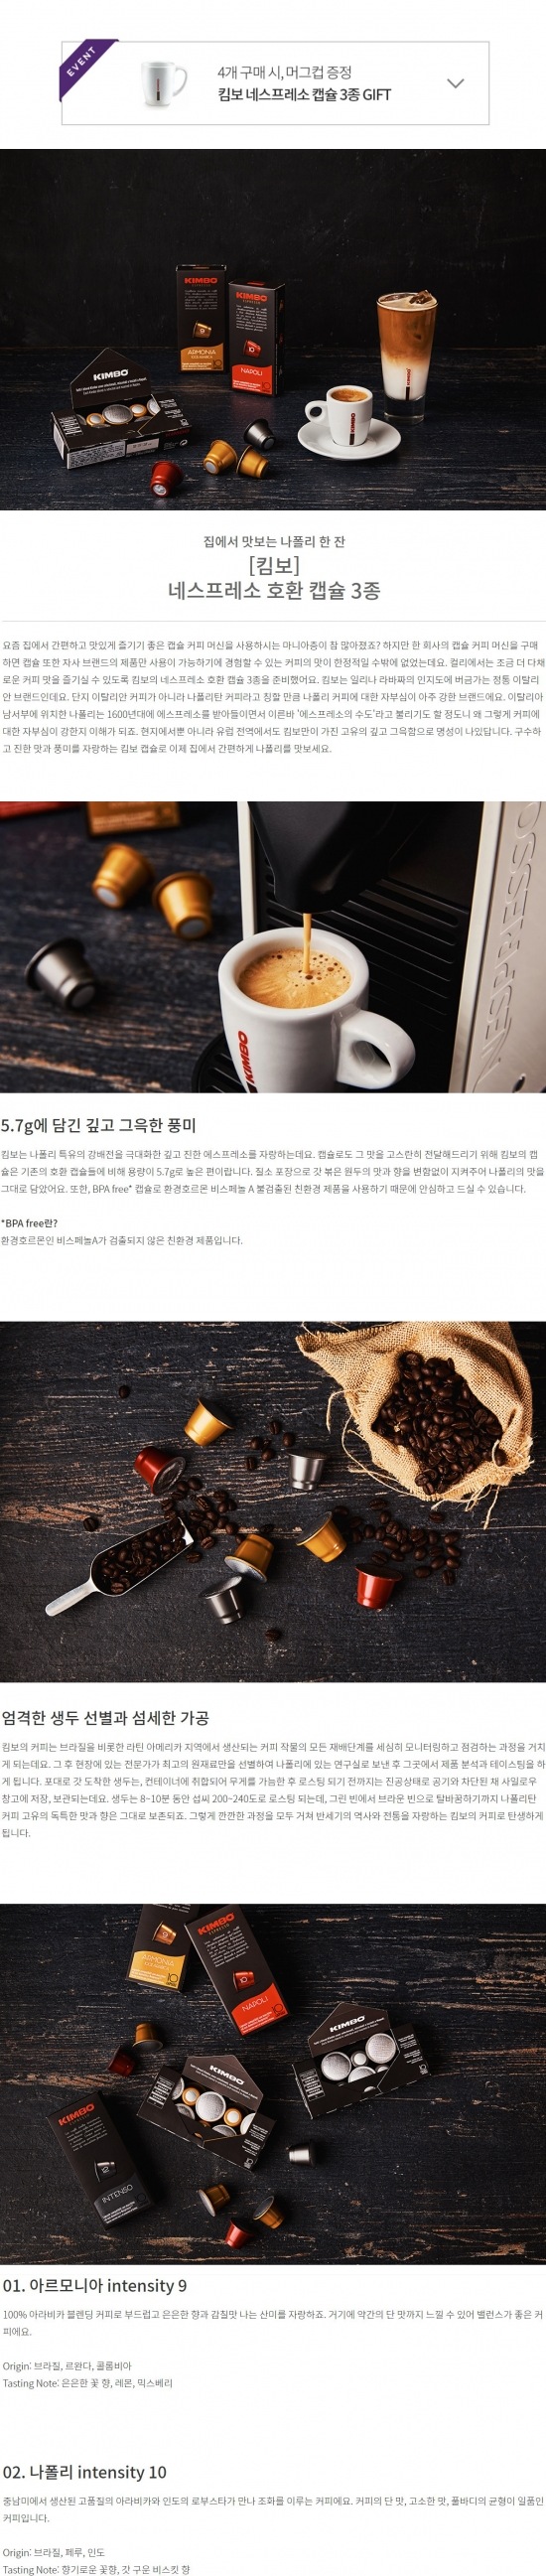 EVENT
4개 구매 시, 머그컵 증정
킴보 네스프레소 캡슐 3종 GIFT
KIMBO
KIMBO
ARMONIA
NAPOLI
KIMBO
KIMBO
집에서 맛보는 나폴리 한 잔
[킴보]
네스프레소 호환 캡슐 3종
요즘 집에서 간편하고 맛있게 즐기기 좋은 캡슐 커피 머신을 사용하시는 마니아층이 참 많아졌죠? 하지만 한 회사의 캡슐 커피 머신을 구매
하면 캡슐 또한 자사 브랜드의 제품만 사용이 가능하기에 경험할 수 있는 커피의 맛이 한정적일 수밖에 없었는데요. 컬리에서는 조금 더 다채
로운 커피 맛을 즐기실 수 있도록 킴보의 네스프레소 호환 캡슐 3종을 준비했어요. 킴보는 일리나 라바짜의 인지도에 버금가는 정통 이탈리
안 브랜드인데요. 단지 이탈리안 커피가 아니라 나폴리탄 커피라고 칭할 만큼 나폴리 커피에 대한 자부심이 아주 강한 브랜드예요. 이탈리아
남서부에 위치한 나폴리는 1600년대에 에스프레소를 받아들이면서 이른바 '에스프레소의 수도'라고 불리기도 할 정도니 왜 그렇게 커피에
대한 자부심이 강한지 이해가 되죠. 현지에서뿐 아니라 유럽 전역에서도 킴보만이 가진 고유의 깊고 그윽함으로 명성이 나있답니다. 구수하
고 진한 맛과 풍미를 자랑하는 킴보 캡슐로 이제 집에서 간편하게 나폴리를 맛보세요.
KIMBO
5.7g에 담긴 깊고 그윽한 풍미
킴보는 나폴리 특유의 강배전을 극대화한 깊고 진한 에스프레소를 자랑하는데요. 캡슐로도 그 맛을 고스란히 전달해드리기 위해 킴보의 캡
슐은 기존의 호환 캡슐들에 비해 용량이 5.7g로 높은 편이랍니다. 질소 포장으로 갓 볶은 원두의 맛과 향을 변함없이 지켜주어 나폴리의 맛을
그대로 담았어요. 또한, BPA free* 캡슐로 환경호르몬 비스페놀 A 불검출된 친환경 제품을 사용하기 때문에 안심하고 드실 수 있습니다.
*BPA free란?
환경호르몬인 비스페놀A가 검출되지 않은 친환경 제품입니다.
엄격한 생두 선별과 섬세한 가공
킴보의 커피는 브라질을 비롯한 라틴 아메리카 지역에서 생산되는 커피 작물의 모든 재배단계를 세심히 모니터링하고 점검하는 과정을 거치
게 되는데요. 그 후 현장에 있는 전문가가 최고의 원재료만을 선별하여 나폴리에 있는 연구실로 보낸 후 그곳에서 제품 분석과 테이스팅을 하
게 됩니다. 포대로 갓 도착한 생두는, 컨테이너에 취합되어 무게를 가늠한 후 로스팅 되기 전까지는 진공상태로 공기와 차단된 채 사일로우
창고에 저장, 보관되는데요. 생두는 8~10분 동안 섭씨 200~240도로 로스팅 되는데, 그린 빈에서 브라운 빈으로 탈바꿈하기까지 나폴리탄
커피 고유의 독특한 맛과 향은 그대로 보존되죠. 그렇게 깐깐한 과정을 모두 거쳐 반세기의 역사와 전통을 자랑하는 킴보의 커피로 탄생하게
됩니다.
ARMONIA
KIMBO
NAPOLI
KIMBO
KIMBO
KIMBO
INTENSO
01. 아르모니아 intensity 9
100% 아라비카 블렌딩 커피로 부드럽고 은은한 향과 감칠맛 나는 산미를 자랑하죠. 거기에 약간의 단 맛까지 느낄 수 있어 밸런스가 좋은 커
피에요.
Origin: 브라질, 르완다, 콜롬비아
Tasting Note: 은은한 꽃 향, 레몬, 믹스베리
02. 나폴리 intensity 10
중남미에서 생산된 고품질의 아라비카와 인도의 로부스타가 만나 조화를 이루는 커피에요. 커피의 단 맛, 고소한 맛, 풀바디의 균형이 일품인
커피입니다.
Origin: 브라질, 페루, 인도
Tasting Note: 향기로운 꽃향, 갓 구운 비스킷 향